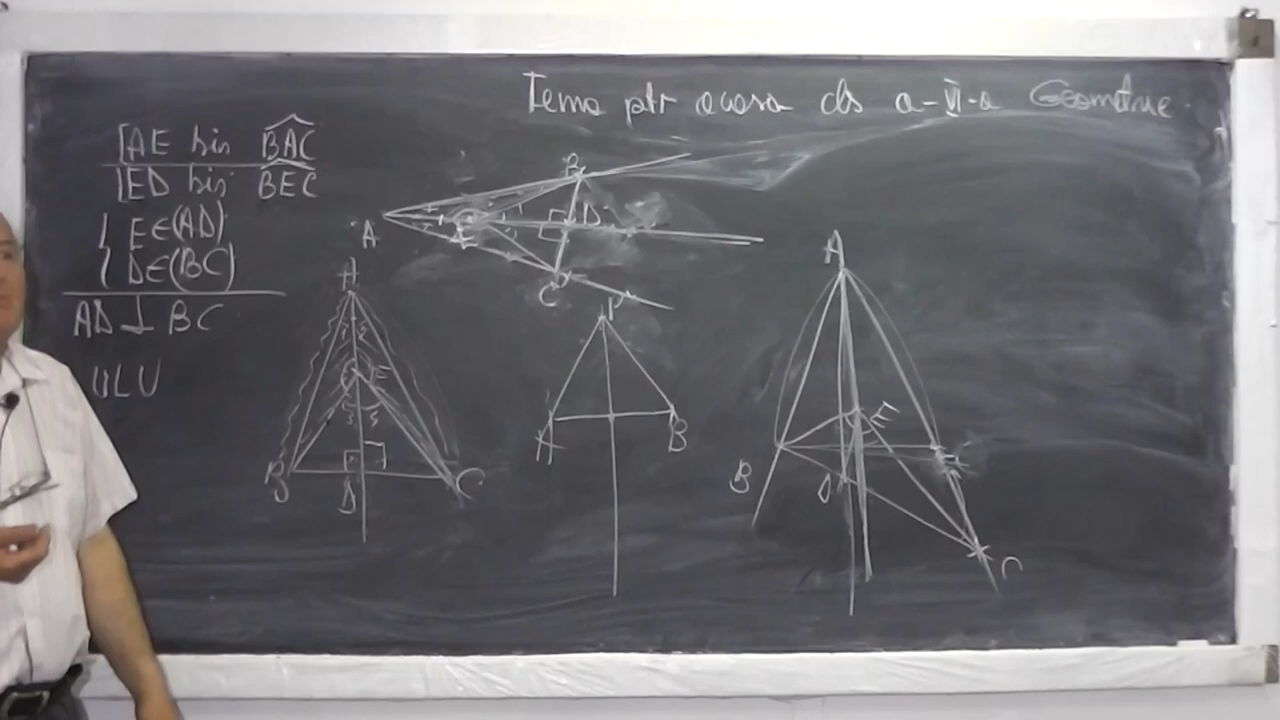 Tema ptr acasa cls a-VI-a Geometrie
[AE bis BAC
[ED bis BEC
E∈(AD)
D∈(BC)
AD ⊥ BC
ULU
B
A
E
D
C
A
E
B
D
C
P
A
B
A
E
B
D
C